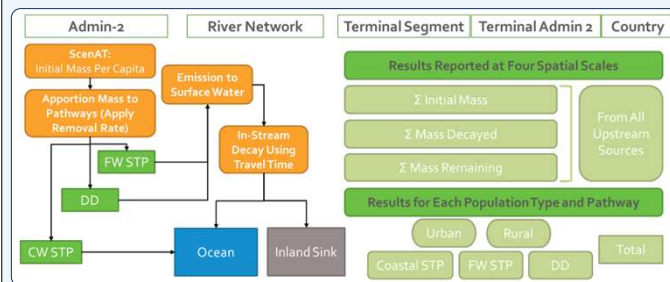 Admin-2
River Network
Terminal Segment
Terminal Admin 2
Country
ScenAT:
Initial Mass Per Capita
Apportion Mass to
Pathways (Apply
Removal Rate)
FW STP
DD
CW STP
Emission to
Surface Water
In-Stream
Decay Using
Travel Time
Ocean
Inland Sink
Results Reported at Four Spatial Scales
Σ Initial Mass
Σ Mass Decayed
Σ Mass Remaining
From All
Upstream
Sources
Results for Each Population Type and Pathway
Urban
Rural
Coastal STP
FW STP
DD
Total